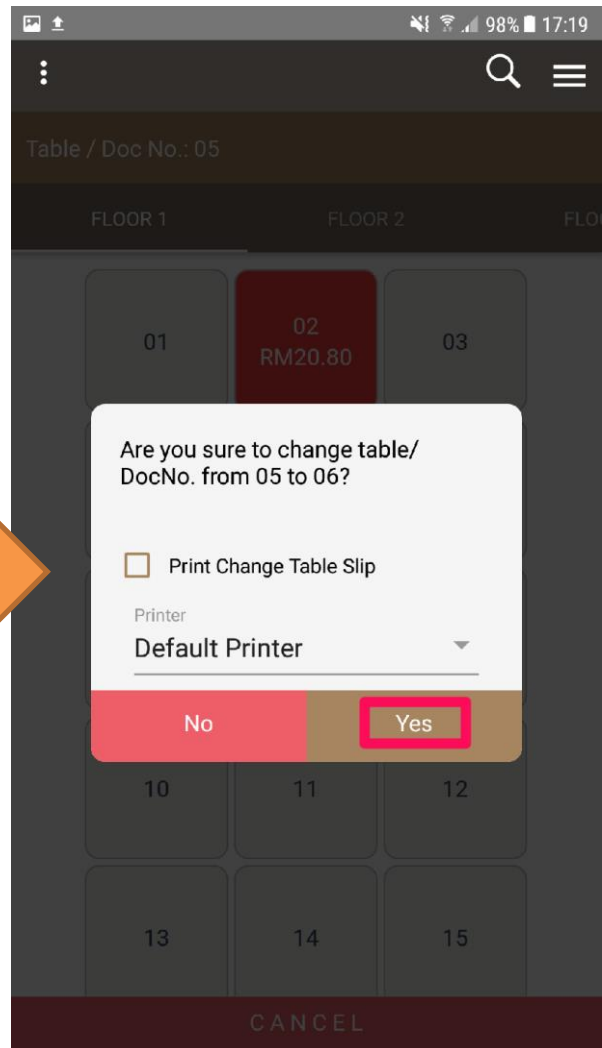 98% 17:19
Table / Doc No.: 05
FLOOR 1 FLOOR 2 FLO
01 02 03
RM20.80
Are you sure to change table/
DocNo. from 05 to 06?
Print Change Table Slip
Printer
Default Printer
No Yes
10 11 12
13 14 15
CANCEL